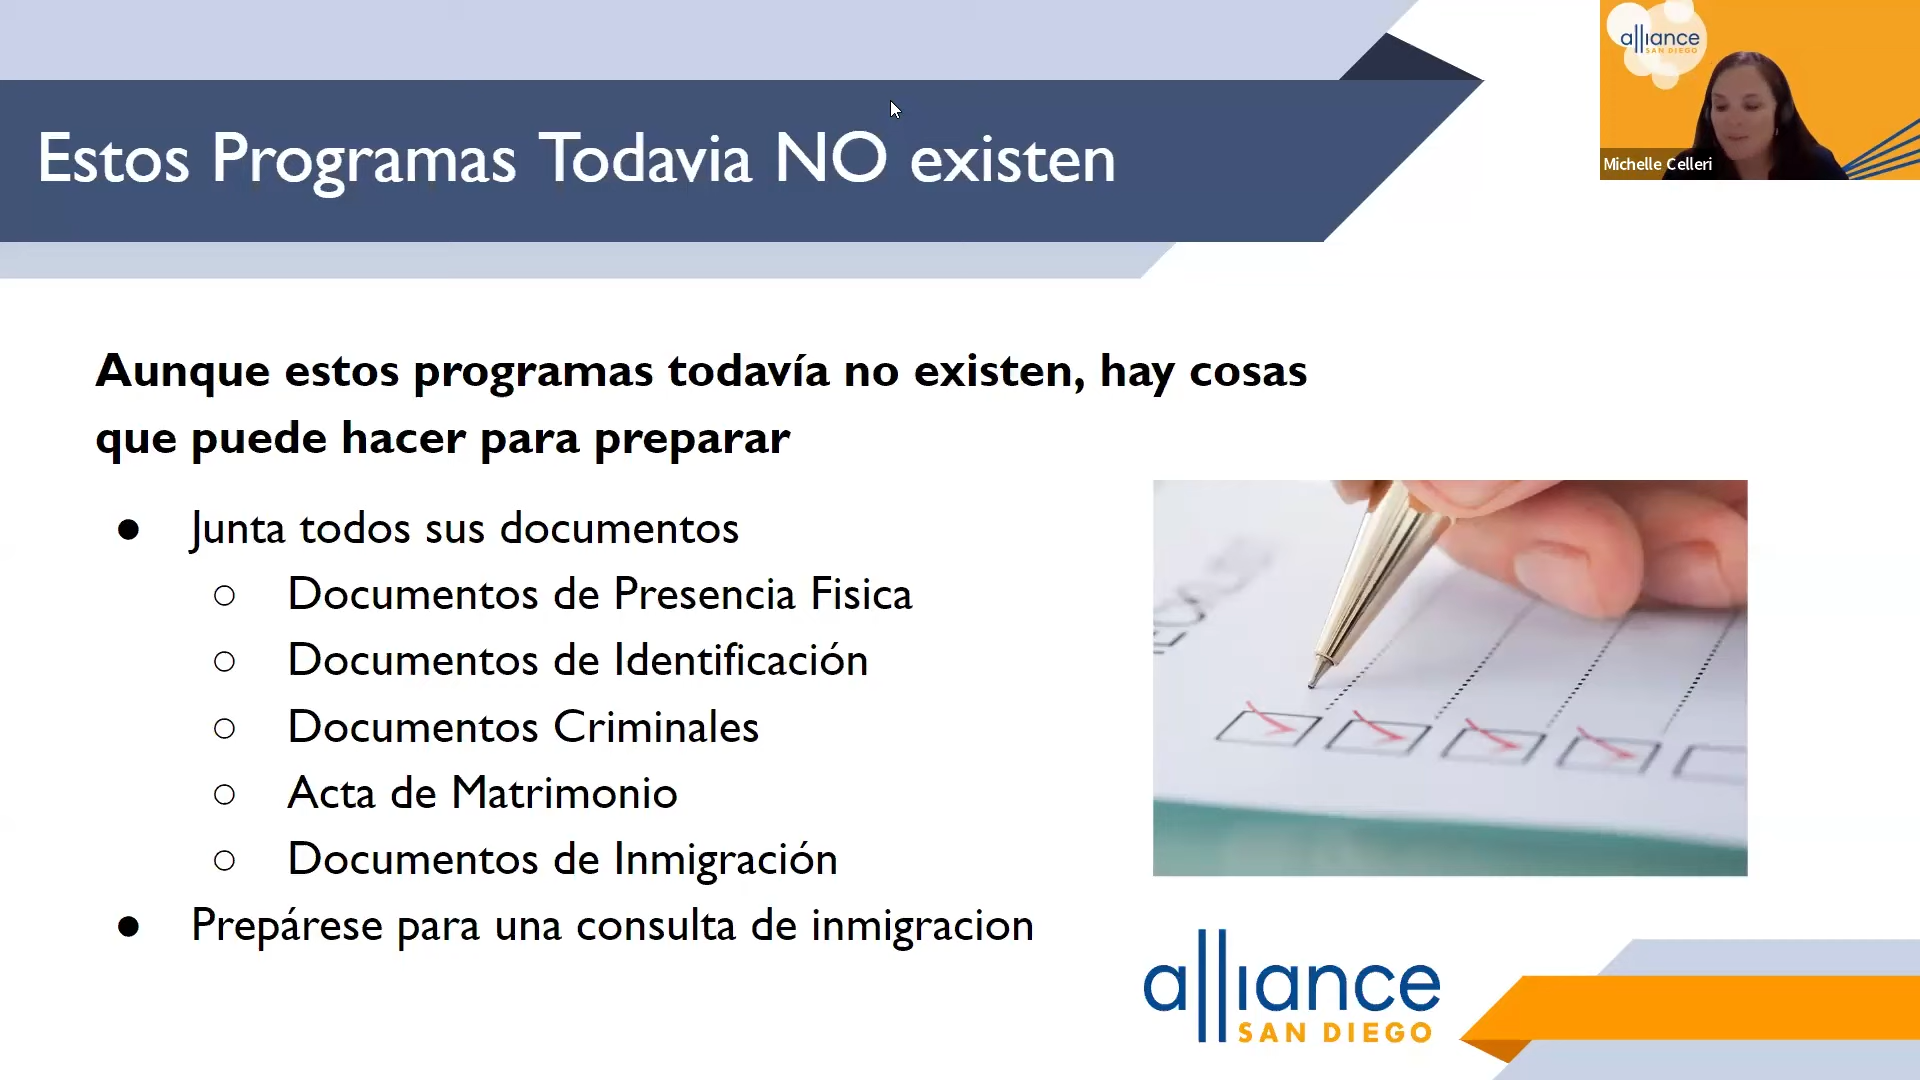 Estos Programas Todavia NO existen
alliance
SAN DIEGO
Michelle Celleri
Aunque estos programas todavía no existen, hay cosas
que puede hacer para preparar
● Junta todos sus documentos
○ Documentos de Presencia Fisica
○ Documentos de Identificación
○ Documentos Criminales
○ Acta de Matrimonio
○ Documentos de Inmigración
● Prepárese para una consulta de inmigracion
alliance
SAN DIEGO